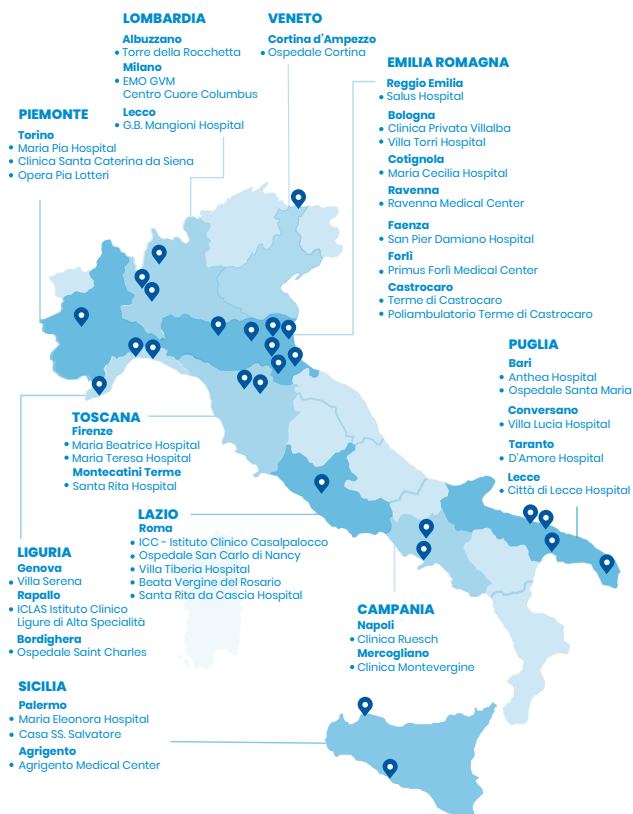 LOMBARDIA
Albuzzano
• Torre della Rocchetta
Milano
• EMO GVM
Centro Cuore Columbus
Lecco
• G.B. Mangioni Hospital
VENETO
Cortina d'Ampezzo
• Ospedale Cortina
EMILIA ROMAGNA
Reggio Emilia
• Salus Hospital
Bologna
• Clinica Privata Villalba
• Villa Torri Hospital
Cotignola
• Maria Cecilia Hospital
Ravenna
• Ravenna Medical Center
Faenza
• San Pier Damiano Hospital
Forlì
• Primus Forlì Medical Center
Castrocaro
• Terme di Castrocaro
• Poliambulatorio Terme di Castrocaro
PIEMONTE
Torino
• Maria Pia Hospital
• Clinica Santa Caterina da Siena
• Opera Pia Lotteri
PUGLIA
Bari
• Anthea Hospital
• Ospedale Santa Maria
Conversano
• Villa Lucia Hospital
Taranto
• D'Amore Hospital
Lecce
• Città di Lecce Hospital
TOSCANA
Firenze
• Maria Beatrice Hospital
• Maria Teresa Hospital
Montecatini Terme
• Santa Rita Hospital
LAZIO
Roma
• ICC - Istituto Clinico Casalpalocco
• Ospedale San Carlo di Nancy
• Villa Tiberia Hospital
• Beata Vergine del Rosario
• Santa Rita da Cascia Hospital
LIGURIA
Genova
• Villa Serena
Rapallo
• ICLAS Istituto Clinico
Ligure di Alta Specialità
Bordighera
• Ospedale Saint Charles
CAMPANIA
Napoli
• Clinica Ruesch
Mercogliano
• Clinica Montevergine
SICILIA
Palermo
• Maria Eleonora Hospital
• Casa SS. Salvatore
Agrigento
• Agrigento Medical Center